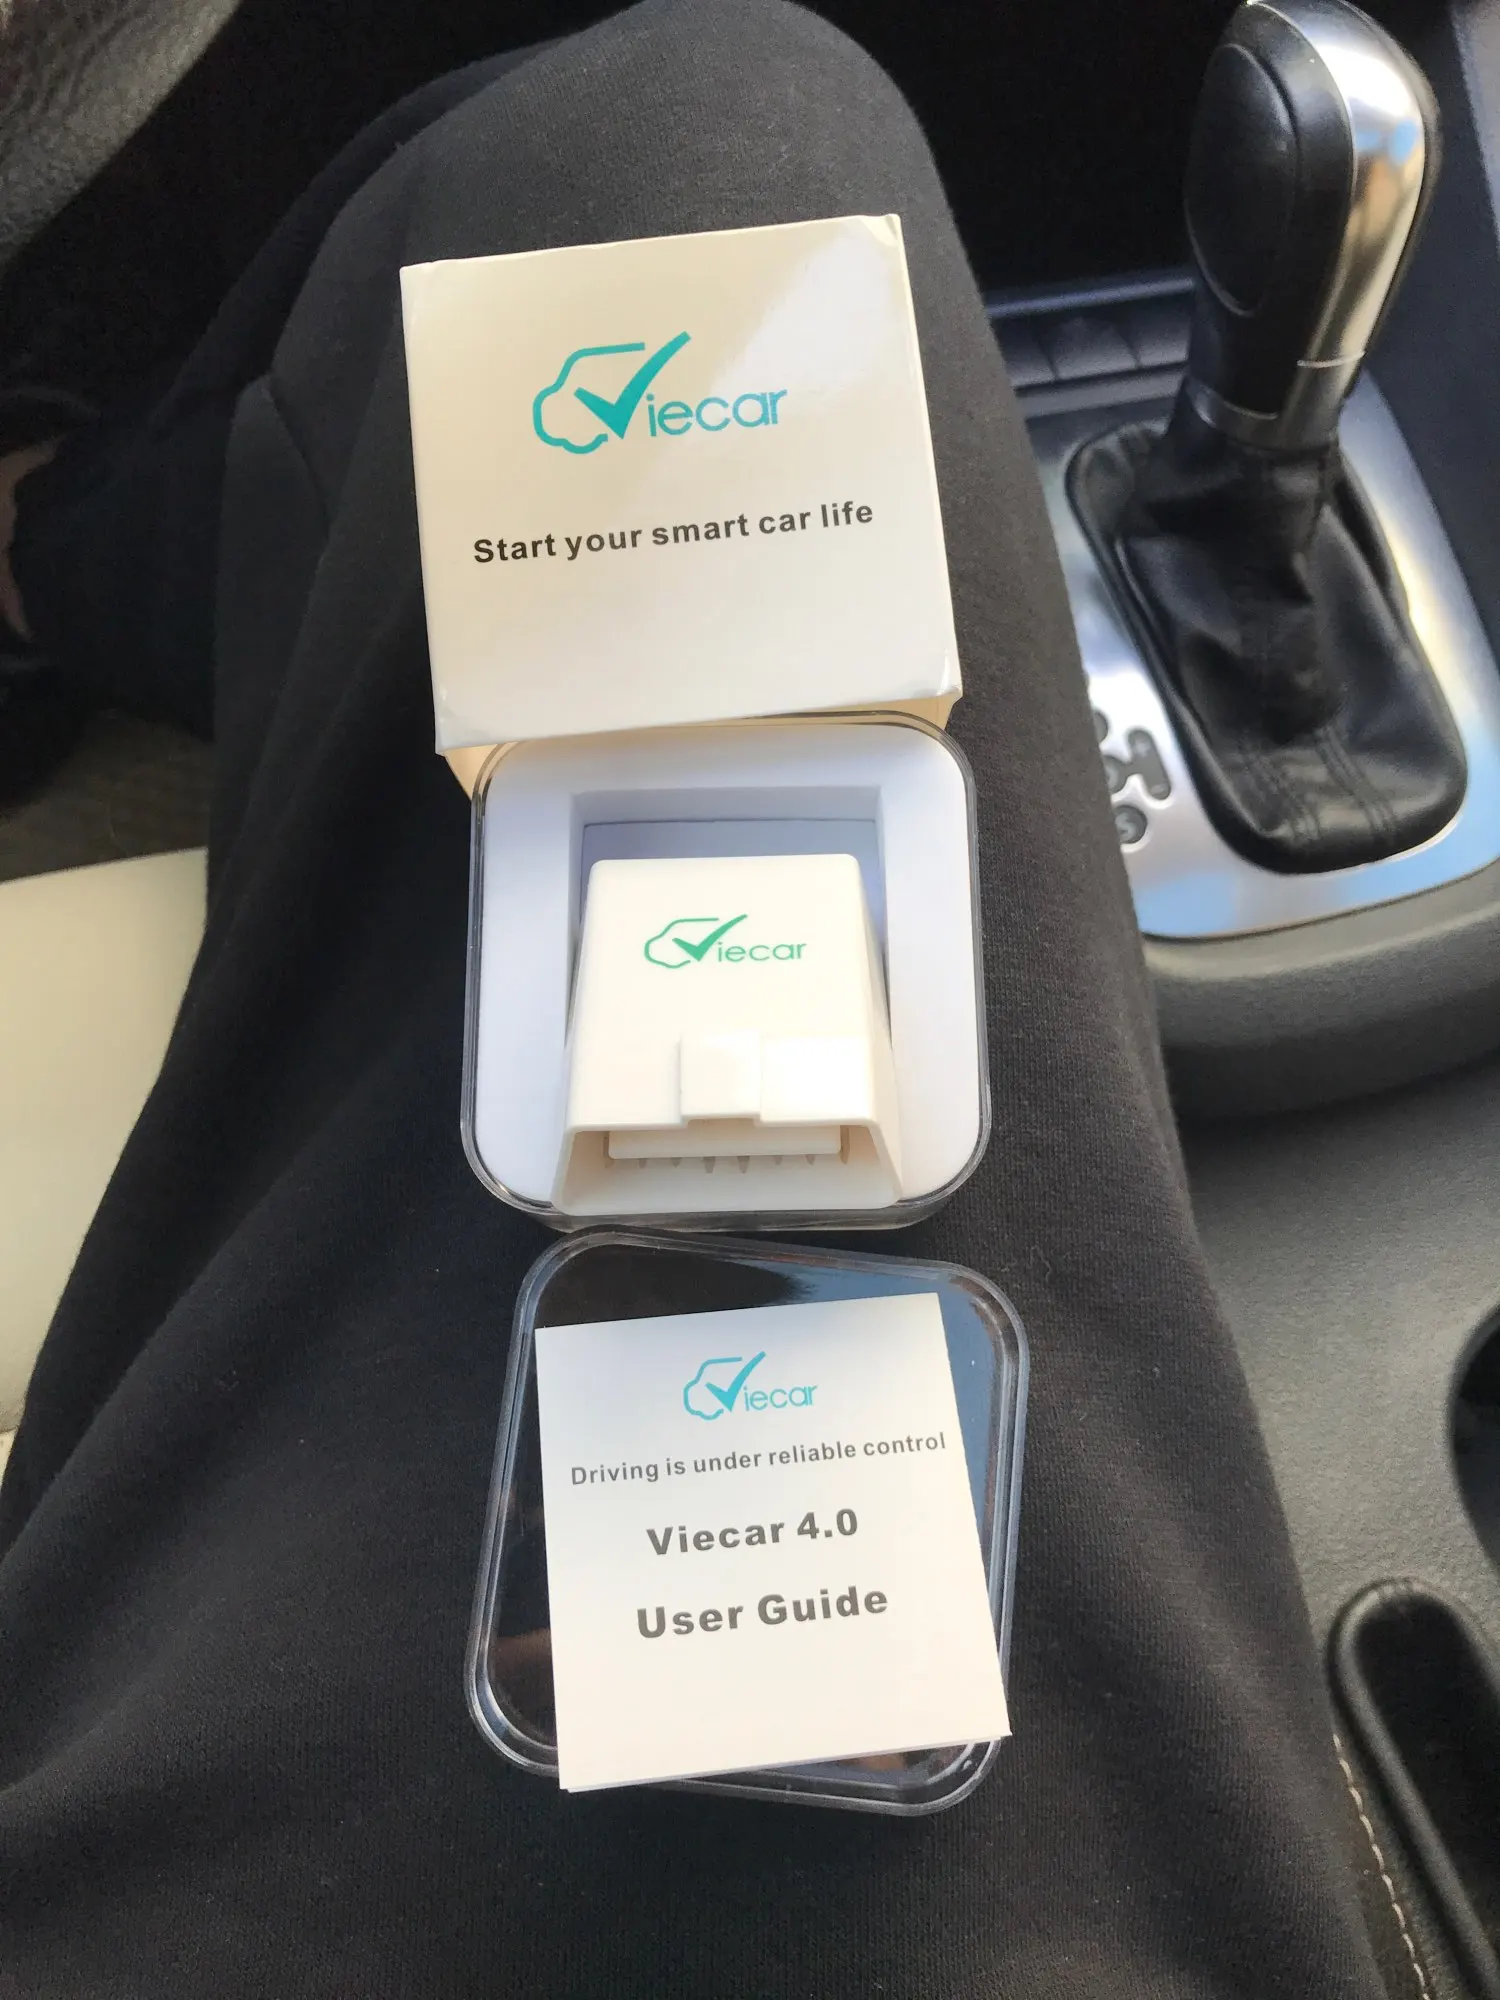 Viecar
Start your smart car life
Viecar
Viecar
Driving is under reliable control
Viecar 4.0
User Guide
S